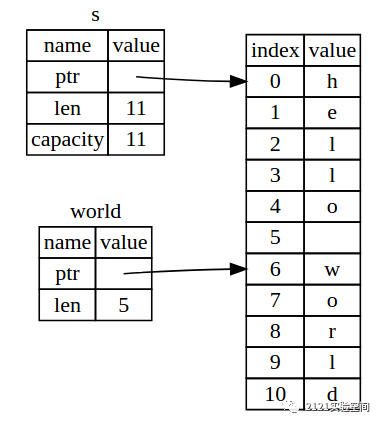 s
name value
ptr
len 11
capacity 11
world
name value
ptr
len 5
index value
0 h
1 e
2 l
3 l
4 o
5
6 w
7 o
8 r
9 l
10 d
2121实验空间